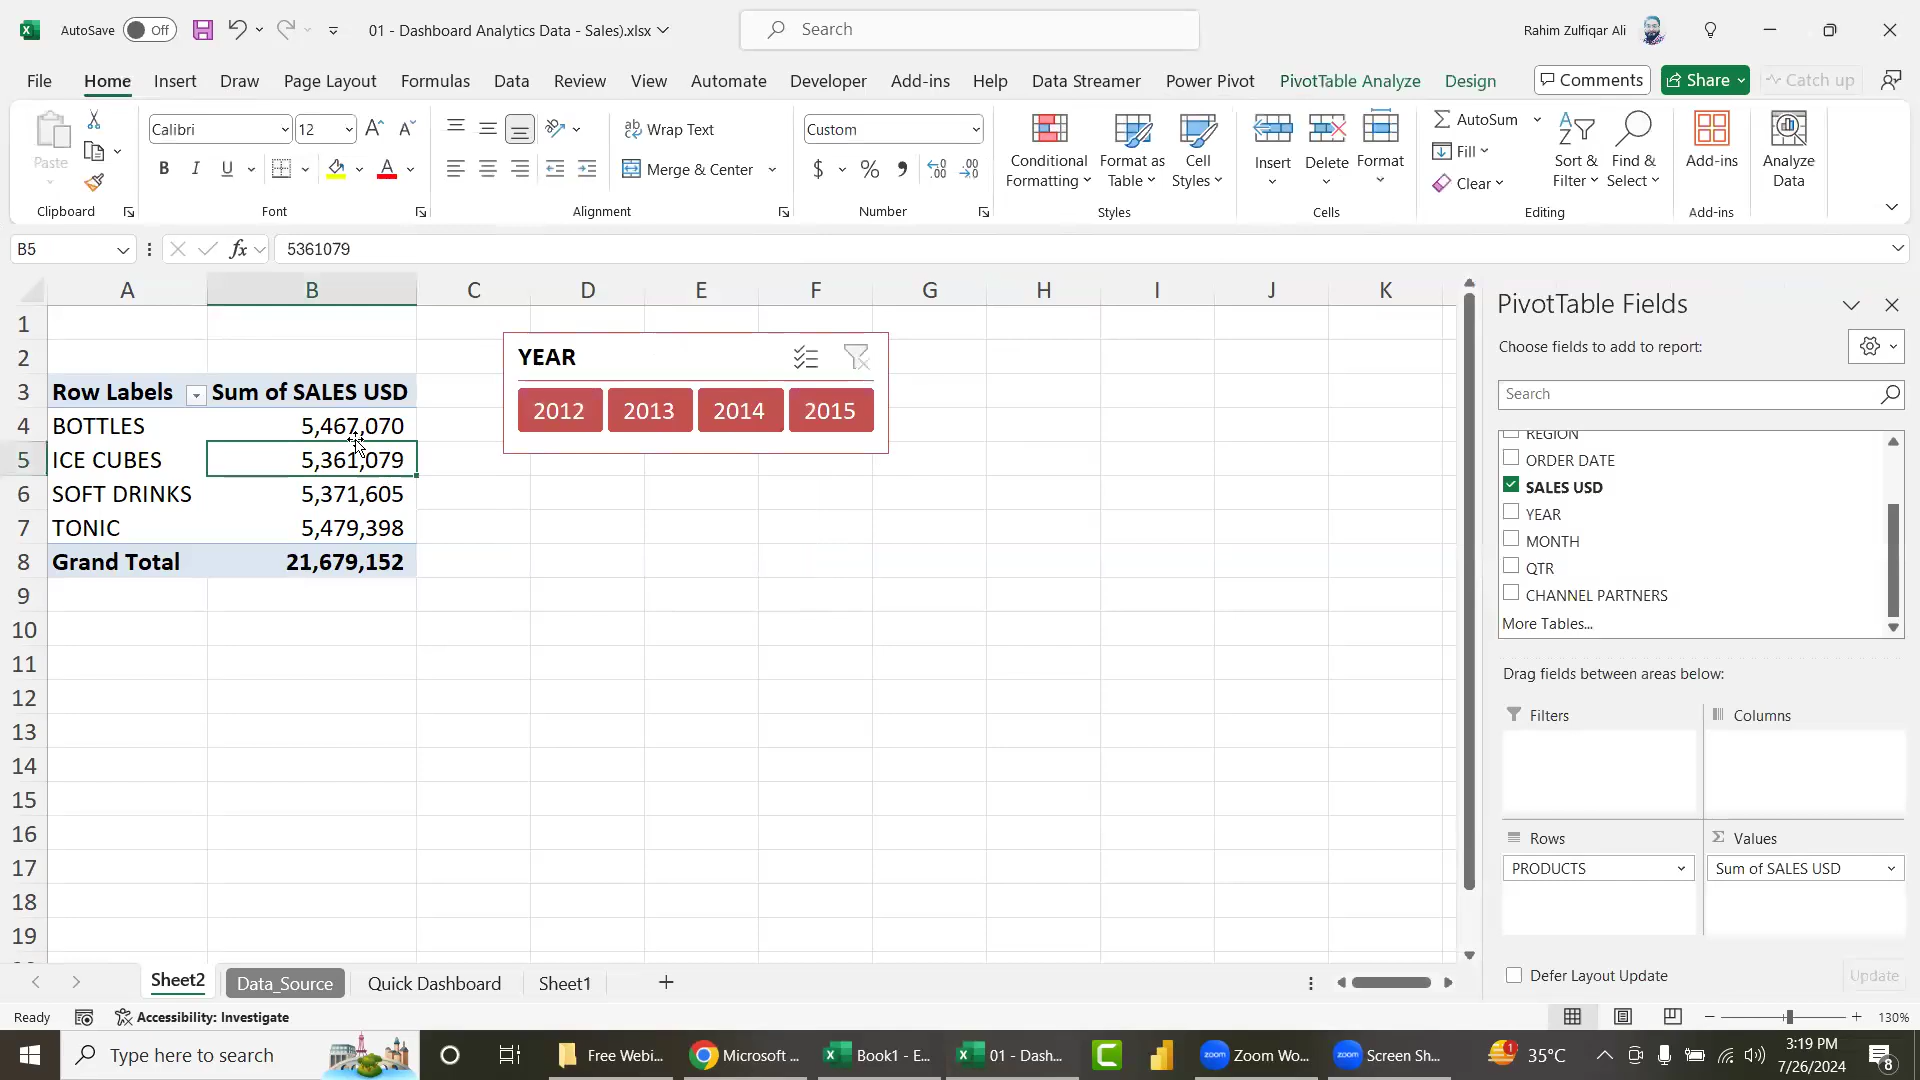 AutoSave Off 01 - Dashboard Analytics Data - Sales).xlsx Search Rahim Zulfiqar Ali
File Home Insert Draw Page Layout Formulas Data Review View Automate Developer Add-ins Help Data Streamer Power Pivot PivotTable Analyze Design Comments Share Catch up
Paste Calibri 12 Wrap Text Custom AutoSum
Conditional Formatting Format as Table Cell Styles Insert Delete Format Fill Sort & Filter Find & Select Add-ins Analyze Data
B I U Merge & Center $ % Clear
Clipboard Font Alignment Number Styles Cells Editing Add-ins
B5 fx 5361079
A B C D E F G H I J K
1
2
3 Row Labels Sum of SALES USD
4 BOTTLES 5,467,070
5 ICE CUBES 5,361,079
6 SOFT DRINKS 5,371,605
7 TONIC 5,479,398
8 Grand Total 21,679,152
9
10
11
12
13
14
15
16
17
18
19
YEAR
2012 2013 2014 2015
PivotTable Fields
Choose fields to add to report:
Search
REGION
ORDER DATE
SALES USD
YEAR
MONTH
QTR
CHANNEL PARTNERS
More Tables...
Drag fields between areas below:
Filters Columns
Rows Values
PRODUCTS Sum of SALES USD
Defer Layout Update Update
Sheet2 Data_Source Quick Dashboard Sheet1
Ready Accessibility: Investigate 130%
Type here to search Free Webi... Microsoft ... Book1 - E... 01 - Dash... zoom Zoom Wo... zoom Screen Sh... 1 35°C 3:19 PM
7/26/2024 8